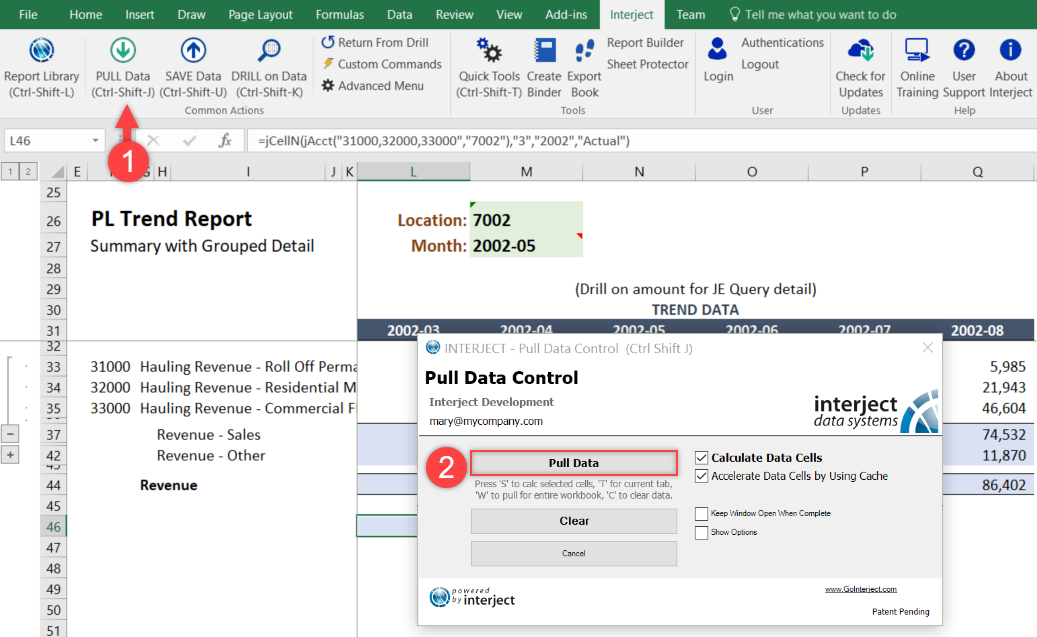 File Home Insert Draw Page Layout Formulas Data Review View Add-ins Interject Team Tell me what you want to do
Report Library
(Ctrl-Shift-L)
PULL Data
(Ctrl-Shift-J)
SAVE Data
(Ctrl-Shift-U)
DRILL on Data
(Ctrl-Shift-K)
Common Actions
Return From Drill
Custom Commands
Advanced Menu
Quick Tools
(Ctrl-Shift-T)
Create
Binder
Export
Book
Report Builder
Sheet Protector
Tools
Login
Authentications
Logout
User
Check for
Updates
Updates
Online
Training
User
Support
About
Interject
Help
L46 fx =jCellN(jAcct("31000,32000,33000","7002"),"3","2002","Actual")
1
1 2 E G H I J K L M N O P Q
25
26 PL Trend Report Location: 7002
27 Summary with Grouped Detail Month: 2002-05
28
29 (Drill on amount for JE Query detail)
30 TREND DATA
31 2002-03 2002-04 2002-05 2002-06 2002-07 2002-08
32
33 31000 Hauling Revenue - Roll Off Perma 5,985
34 32000 Hauling Revenue - Residential M 21,943
35 33000 Hauling Revenue - Commercial F 46,604
37 Revenue - Sales 74,532
42 Revenue - Other 11,870
43
44 Revenue 86,402
45
46
47
48
49
50
51
INTERJECT - Pull Data Control (Ctrl Shift J)
Pull Data Control
Interject Development
mary@mycompany.com
interject
data systems
2
Pull Data
Press 'S' to calc selected cells, 'T' for current tab,
'W' to pull for entire workbook, 'C' to clear data.
Clear
Cancel
Calculate Data Cells
Accelerate Data Cells by Using Cache
Keep Window Open When Complete
Show Options
powered
by interject
www.GoInterject.com
Patent Pending